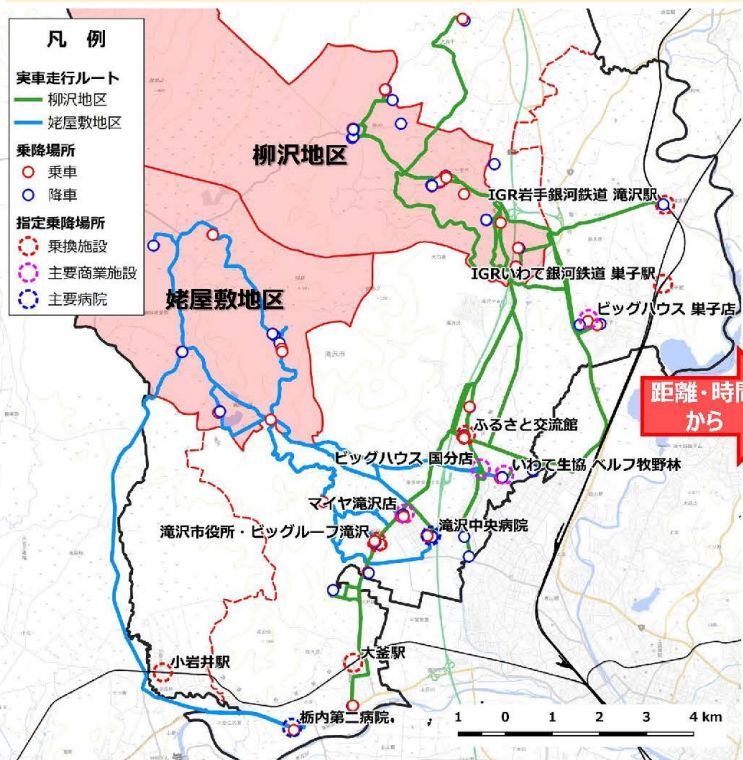 凡 例
実車走行ルート
柳沢地区
姥屋敷地区
乗降場所
乗車
降車
指定乗降場所
乗換施設
主要商業施設
主要病院
柳沢地区
IGR岩手銀河鉄道 滝沢駅
IGRいわて銀河鉄道 巣子駅
姥屋敷地区
ビッグハウス 巣子店
滝沢市
距離・時間
から
ふるさと交流館
ビッグハウス 国分店
いわて生協 ベルフ牧野林
マイヤ滝沢店
滝沢市役所・ビッグルーフ滝沢
滝沢中央病院
小岩井駅
大釜駅
栃内第二病院
1 0 1 2 3 4 km